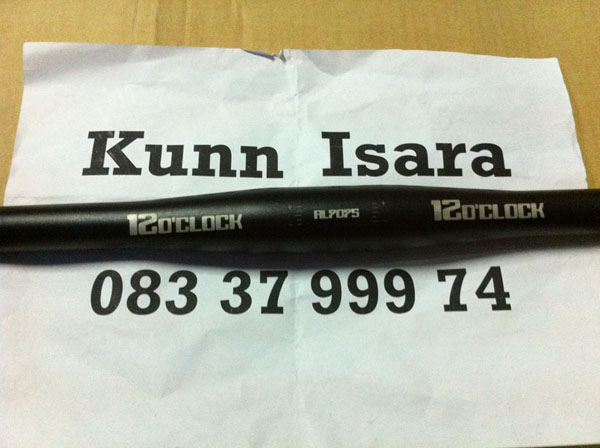 Kunn Isara
12O'CLOCK AL7075 12O'CLOCK
083 37 999 74